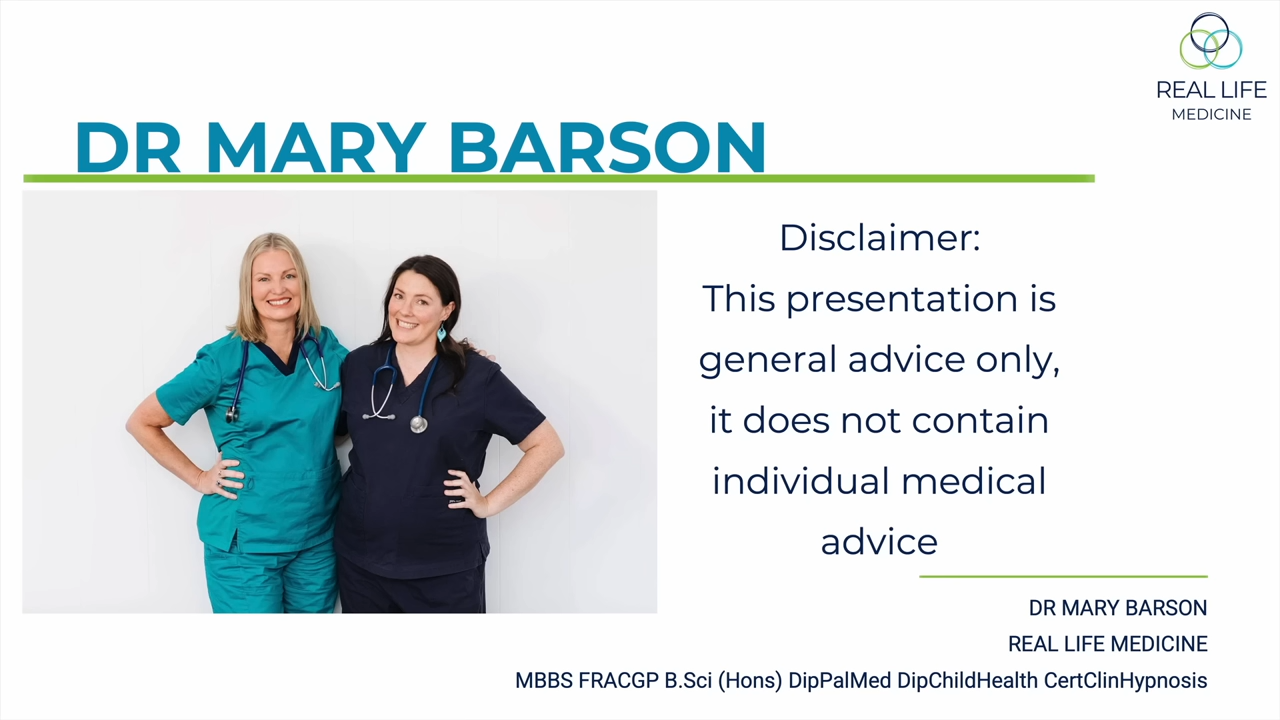 REAL LIFE
MEDICINE
DR MARY BARSON
Disclaimer:
This presentation is
general advice only,
it does not contain
individual medical
advice
DR MARY BARSON
REAL LIFE MEDICINE
MBBS FRACGP B.Sci (Hons) DipPalMed DipChildHealth CertClinHypnosis